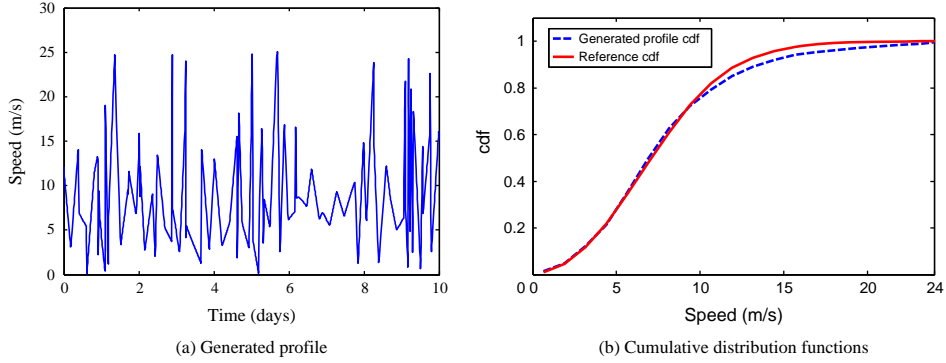 30
25
20
15
10
5
0
Speed (m/s)
0 2 4 6 8 10
Time (days)
(a) Generated profile
1
0.8
0.6
0.4
0.2
0
cdf
Generated profile cdf
Reference cdf
0 5 10 15 20 24
Speed (m/s)
(b) Cumulative distribution functions